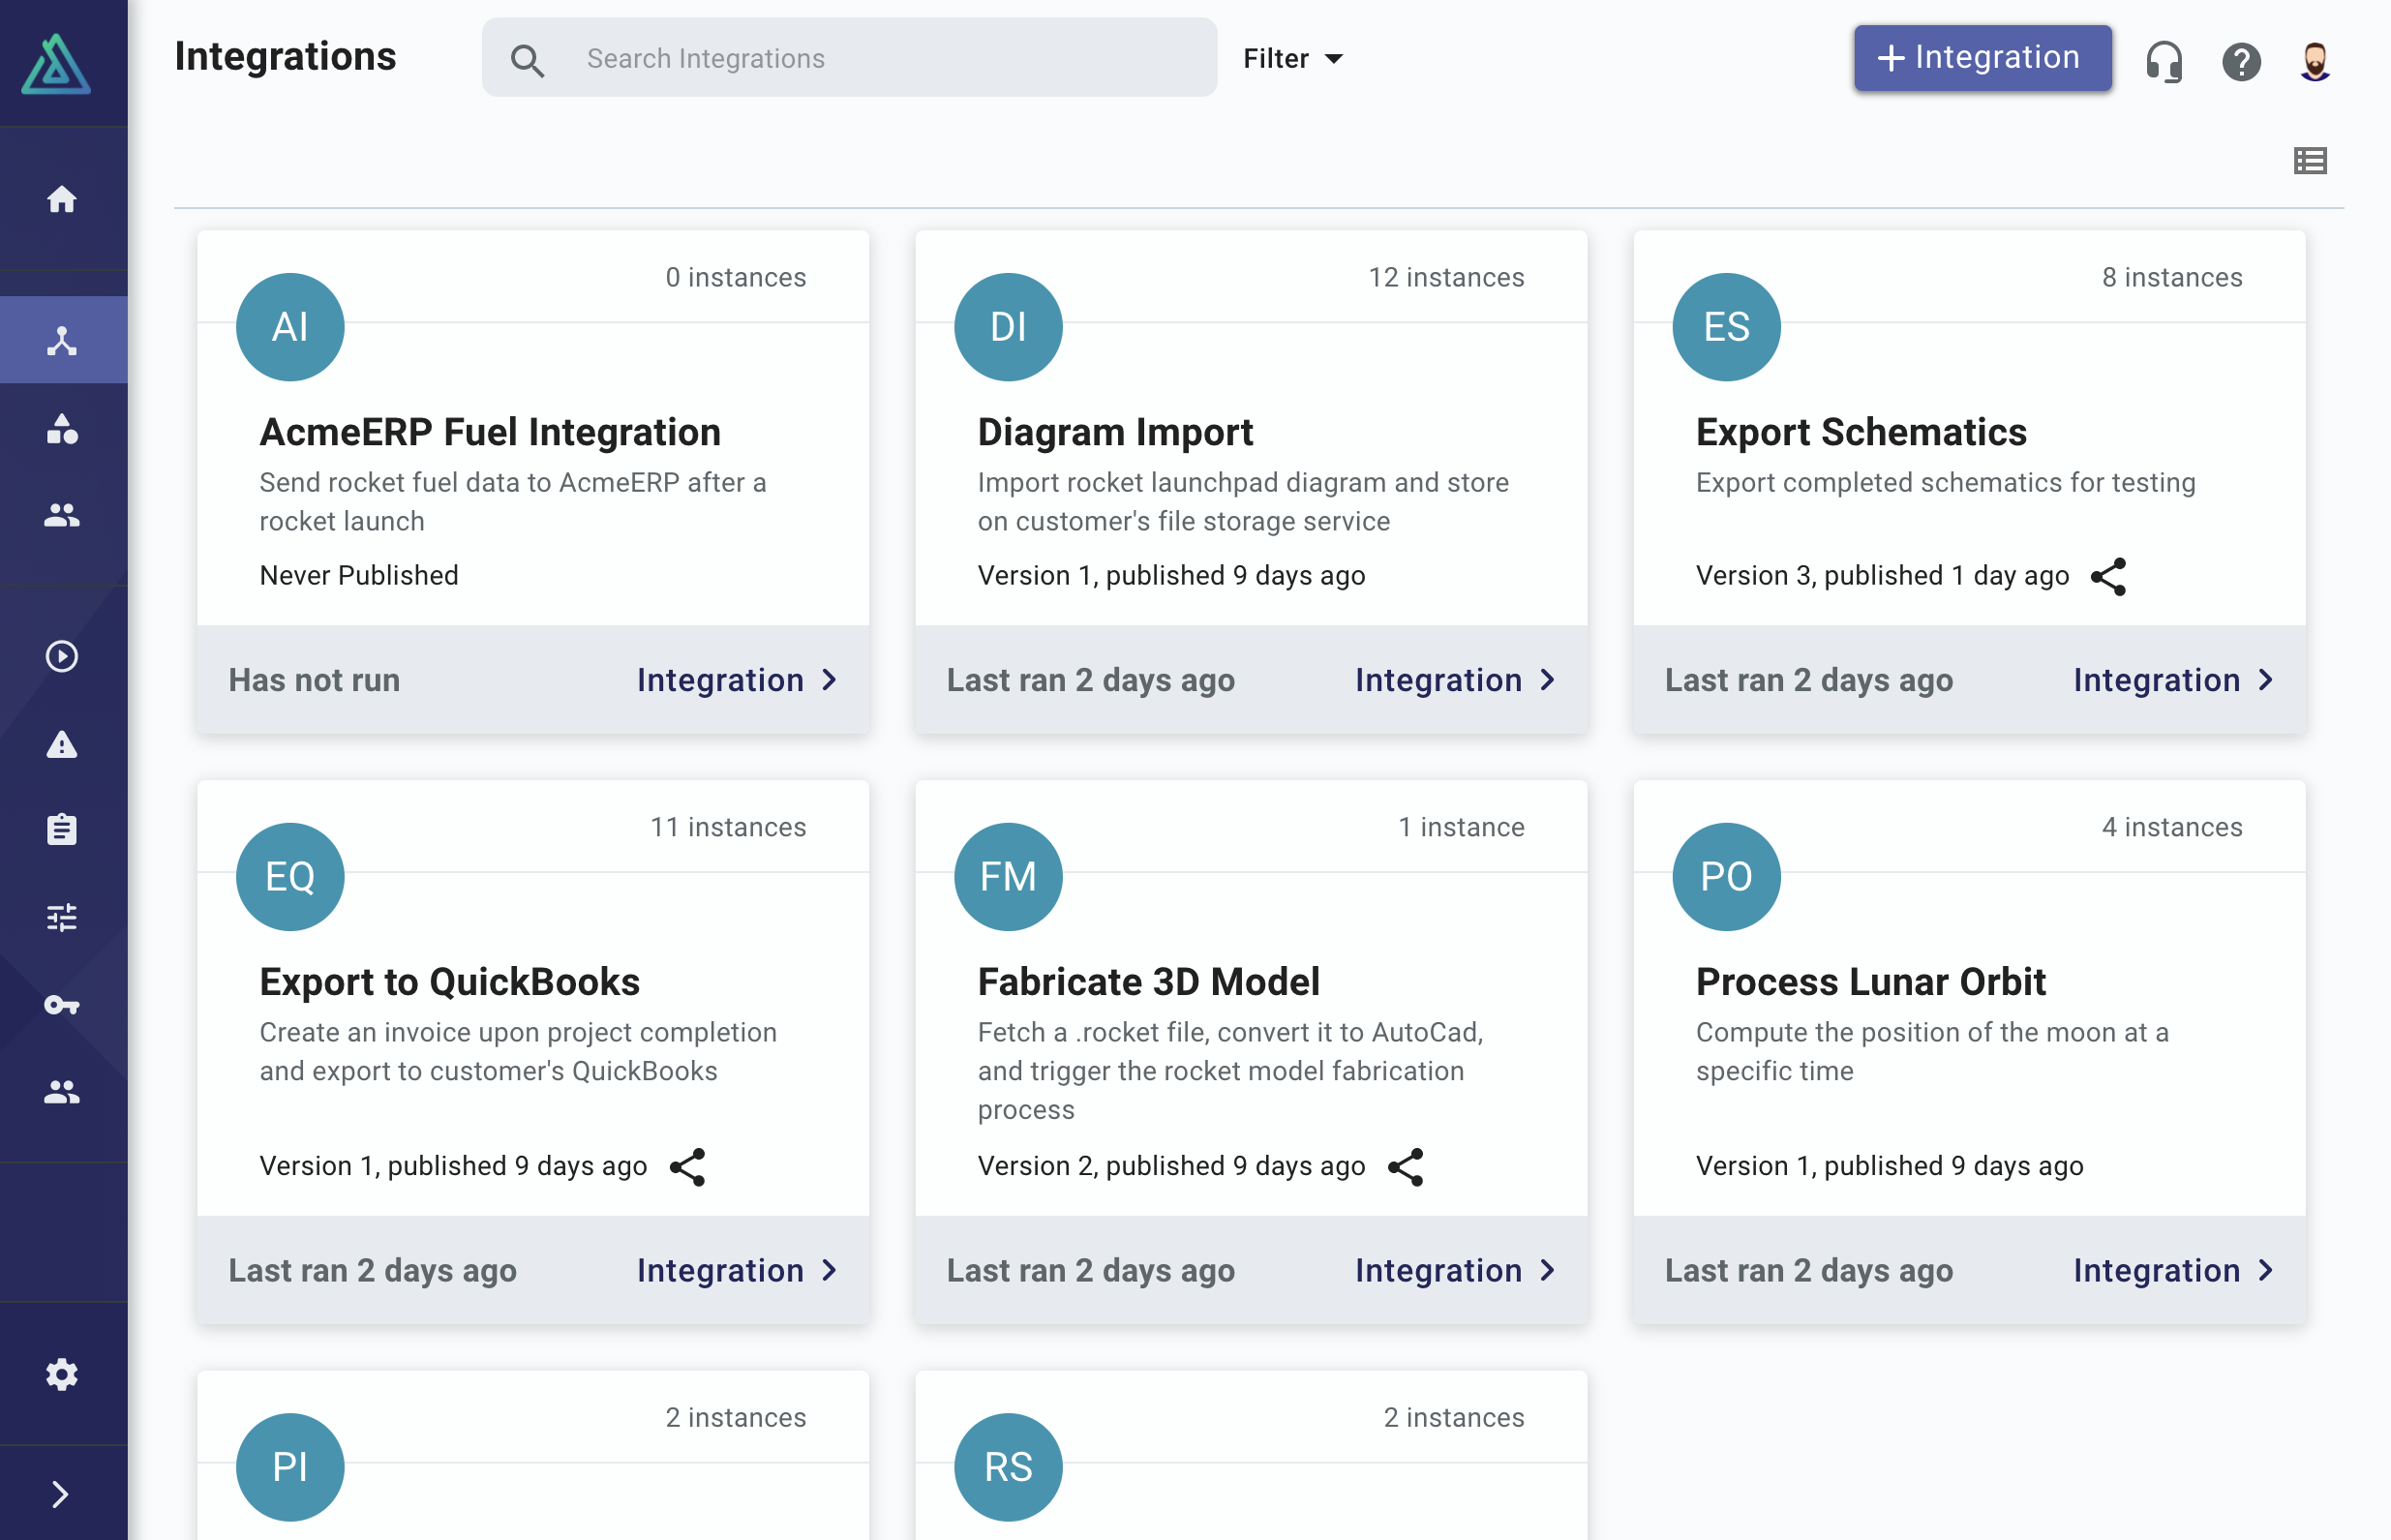 Integrations
Search Integrations
Filter
+ Integration
0 instances
AI
AcmeERP Fuel Integration
Send rocket fuel data to AcmeERP after a
rocket launch
Never Published
Has not run
Integration
12 instances
DI
Diagram Import
Import rocket launchpad diagram and store
on customer's file storage service
Version 1, published 9 days ago
Last ran 2 days ago
Integration
8 instances
ES
Export Schematics
Export completed schematics for testing
Version 3, published 1 day ago
Last ran 2 days ago
Integration
11 instances
EQ
Export to QuickBooks
Create an invoice upon project completion
and export to customer's QuickBooks
Version 1, published 9 days ago
Last ran 2 days ago
Integration
1 instance
FM
Fabricate 3D Model
Fetch a .rocket file, convert it to AutoCad,
and trigger the rocket model fabrication
process
Version 2, published 9 days ago
Last ran 2 days ago
Integration
4 instances
PO
Process Lunar Orbit
Compute the position of the moon at a
specific time
Version 1, published 9 days ago
Last ran 2 days ago
Integration
2 instances
PI
2 instances
RS